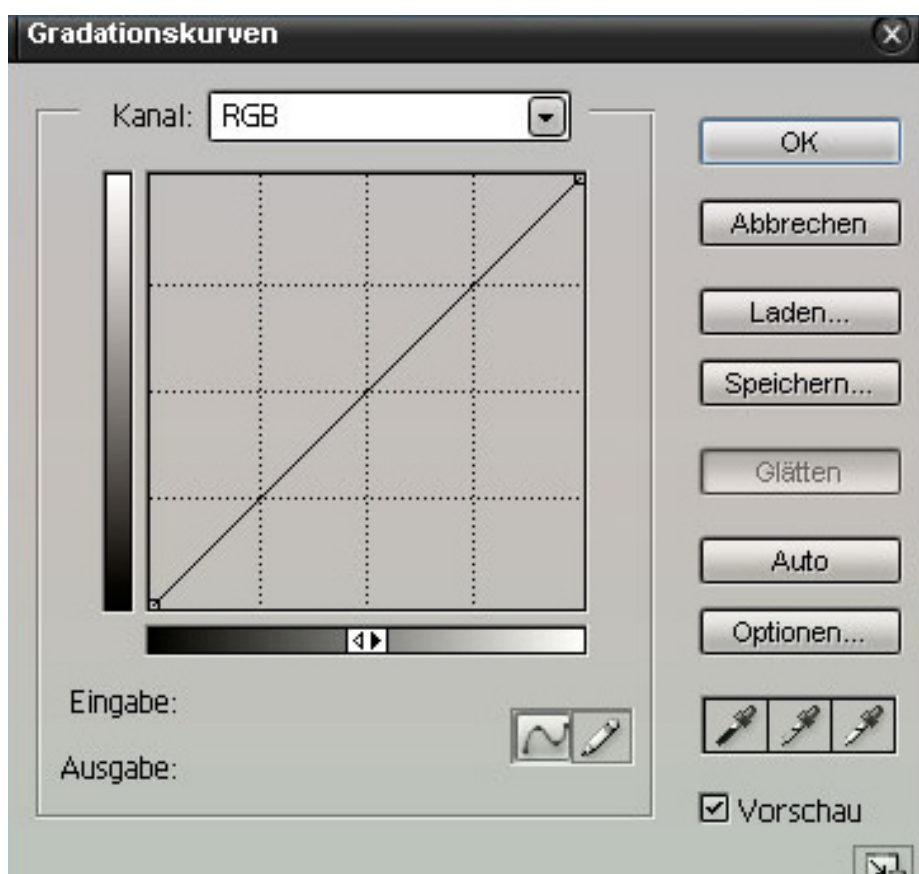 Gradationskurven
Kanal: RGB
OK
Abbrechen
Laden...
Speichern...
Glätten
Auto
Optionen...
Eingabe:
Ausgabe:
Vorschau